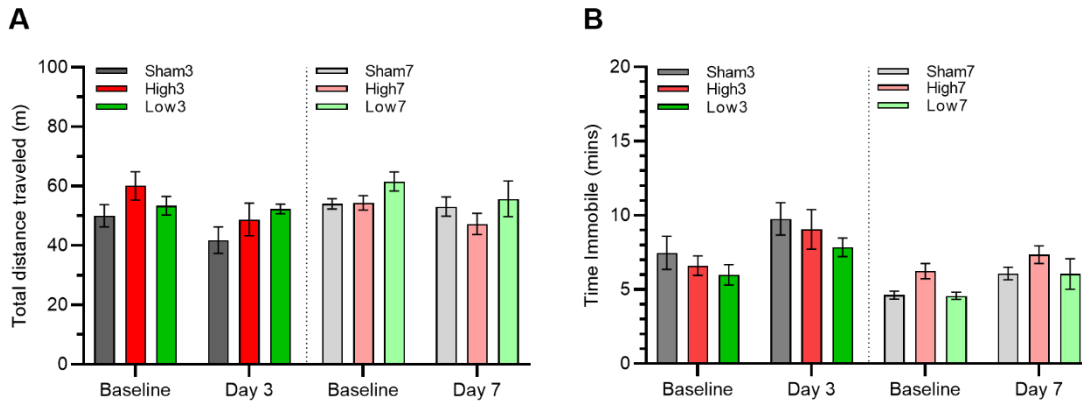 A
Total distance traveled (m)
100
80
60
40
20
0
Sham3
High3
Low3
Sham7
High7
Low7
Baseline Day 3 Baseline Day 7
B
Time Immobile (mins)
20
15
10
5
0
Sham3
High3
Low3
Sham7
High7
Low7
Baseline Day 3 Baseline Day 7